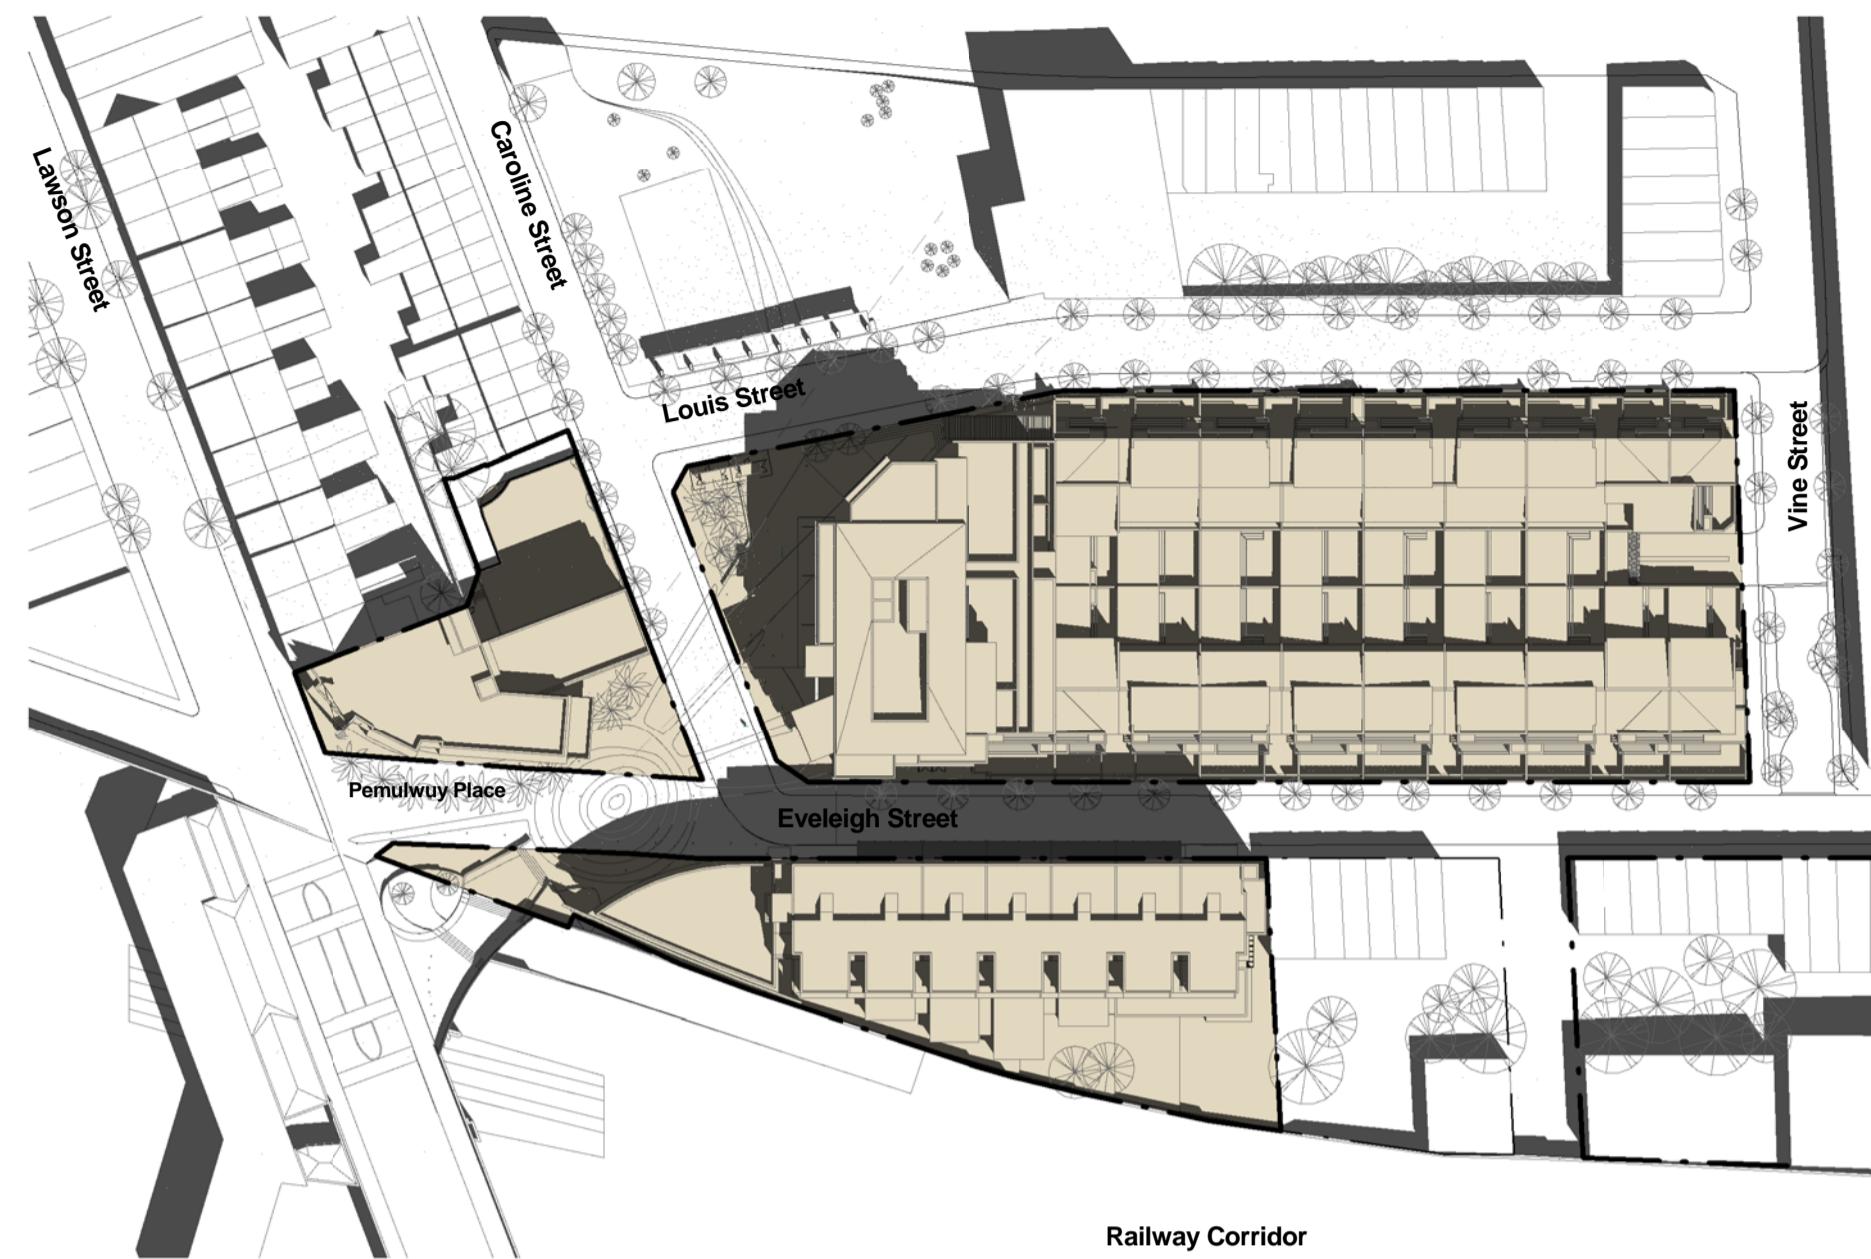 Lawson Street
Caroline Street
Louis Street
Vine Street
Pemulwuy Place
Eveleigh Street
Railway Corridor